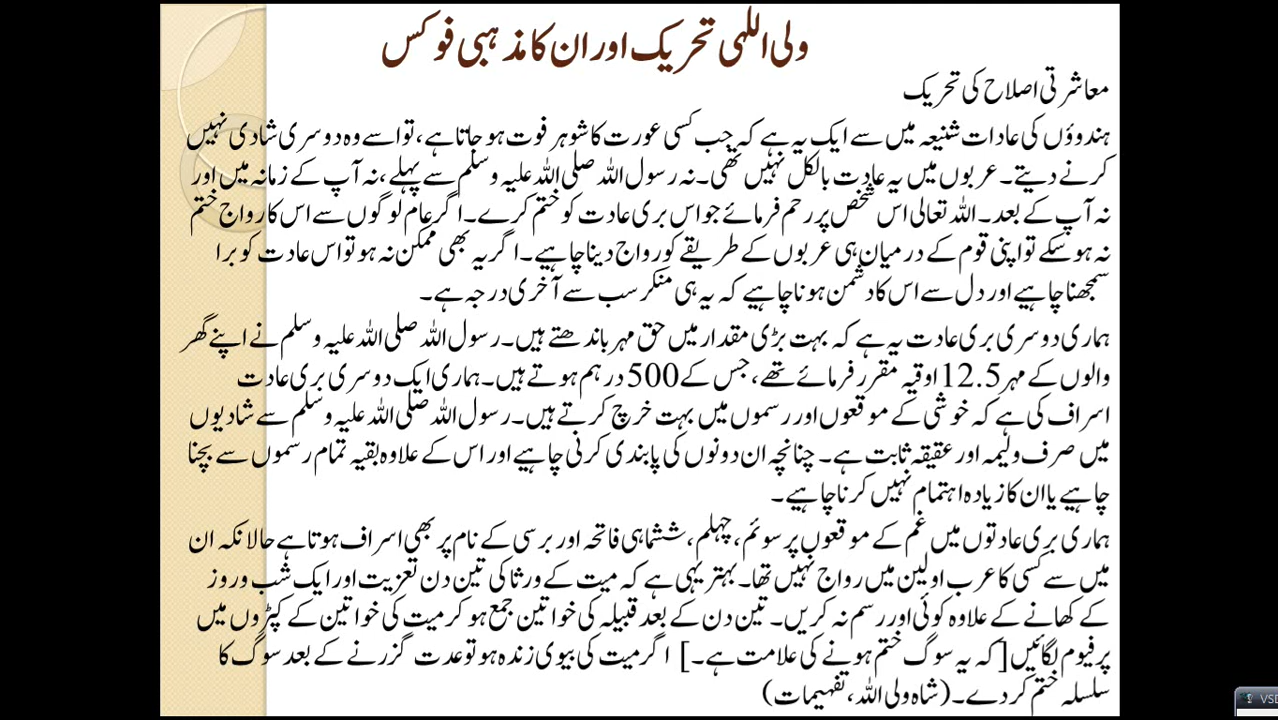 ولی اللہی تحریک اور ان کا مذہبی فوکس
معاشرتی اصلاح کی تحریک
ہندوؤں کی عادات شنیعہ میں سے ایک یہ ہے کہ جب کسی عورت کا شوہر فوت ہو جاتا ہے، تو اسے وہ دوسری شادی نہیں
کرنے دیتے۔ عربوں میں یہ عادت بالکل نہیں تھی۔ نہ رسول اللہ صلی اللہ علیہ وسلم سے پہلے، نہ آپ کے زمانہ میں اور
نہ آپ کے بعد۔ اللہ تعالی اس شخص پر رحم فرمائے جو اس بری عادت کو ختم کرے۔ اگر عام لوگوں سے اس کا رواج ختم
نہ ہو سکے تو اپنی قوم کے درمیان ہی عربوں کے طریقے کو رواج دینا چاہیے۔ اگر یہ بھی ممکن نہ ہو تو اس عادت کو برا
سمجھنا چاہیے اور دل سے اس کا دشمن ہونا چاہیے کہ یہ ہی منکر سب سے آخری درجہ ہے۔
ہماری دوسری بری عادت یہ ہے کہ بہت بڑی مقدار میں حق مہر باندھتے ہیں۔ رسول اللہ صلی اللہ علیہ وسلم نے اپنے گھر
والوں کے مہر 12.5 اوقیہ مقرر فرمائے تھے، جس کے 500 درہم ہوتے ہیں۔ ہماری ایک دوسری بری عادت
اسراف کی ہے کہ خوشی کے موقعوں اور رسموں میں بہت خرچ کرتے ہیں۔ رسول اللہ صلی اللہ علیہ وسلم سے شادیوں
میں صرف ولیمہ اور عقیقہ ثابت ہے۔ چنانچہ ان دونوں کی پابندی کرنی چاہیے اور اس کے علاوہ بقیہ تمام رسموں سے بچنا
چاہیے یا ان کا زیادہ اہتمام نہیں کرنا چاہیے۔
ہماری بری عادتوں میں غم کے موقعوں پر سوئم، چہلم، ششماہی فاتحہ اور برسی کے نام پر بھی اسراف ہوتا ہے حالانکہ ان
میں سے کسی کا عرب اولین میں رواج نہیں تھا۔ بہتر یہی ہے کہ میت کے ورثا کی تین دن تعزیت اور ایک شب وروز
کے کھانے کے علاوہ کوئی اور رسم نہ کریں۔ تین دن کے بعد قبیلہ کی خواتین جمع ہو کر میت کی خواتین کے کپڑوں میں
پرفیوم لگائیں [کہ یہ سوگ ختم ہونے کی علامت ہے۔] اگر میت کی بیوی زندہ ہو تو عدت گزرنے کے بعد سوگ کا
سلسلہ ختم کر دے۔ (شاہ ولی اللہ، تفہیمات)